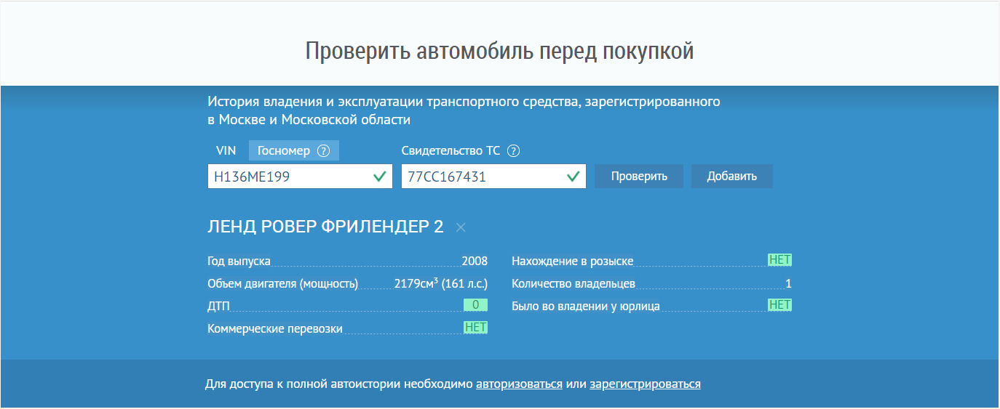 Проверить автомобиль перед покупкой
История владения и эксплуатации транспортного средства, зарегистрированного
в Москве и Московской области
VIN Госномер ? Свидетельство ТС ?
Н136МЕ199 77СС167431 Проверить Добавить
ЛЕНД РОВЕР ФРИЛЕНДЕР 2
Год выпуска 2008 Нахождение в розыске НЕТ
Объем двигателя (мощность) 2179см³ (161 л.с.) Количество владельцев 1
ДТП 0 Было во владении у юрлица НЕТ
Коммерческие перевозки НЕТ
Для доступа к полной автоистории необходимо авторизоваться или зарегистрироваться